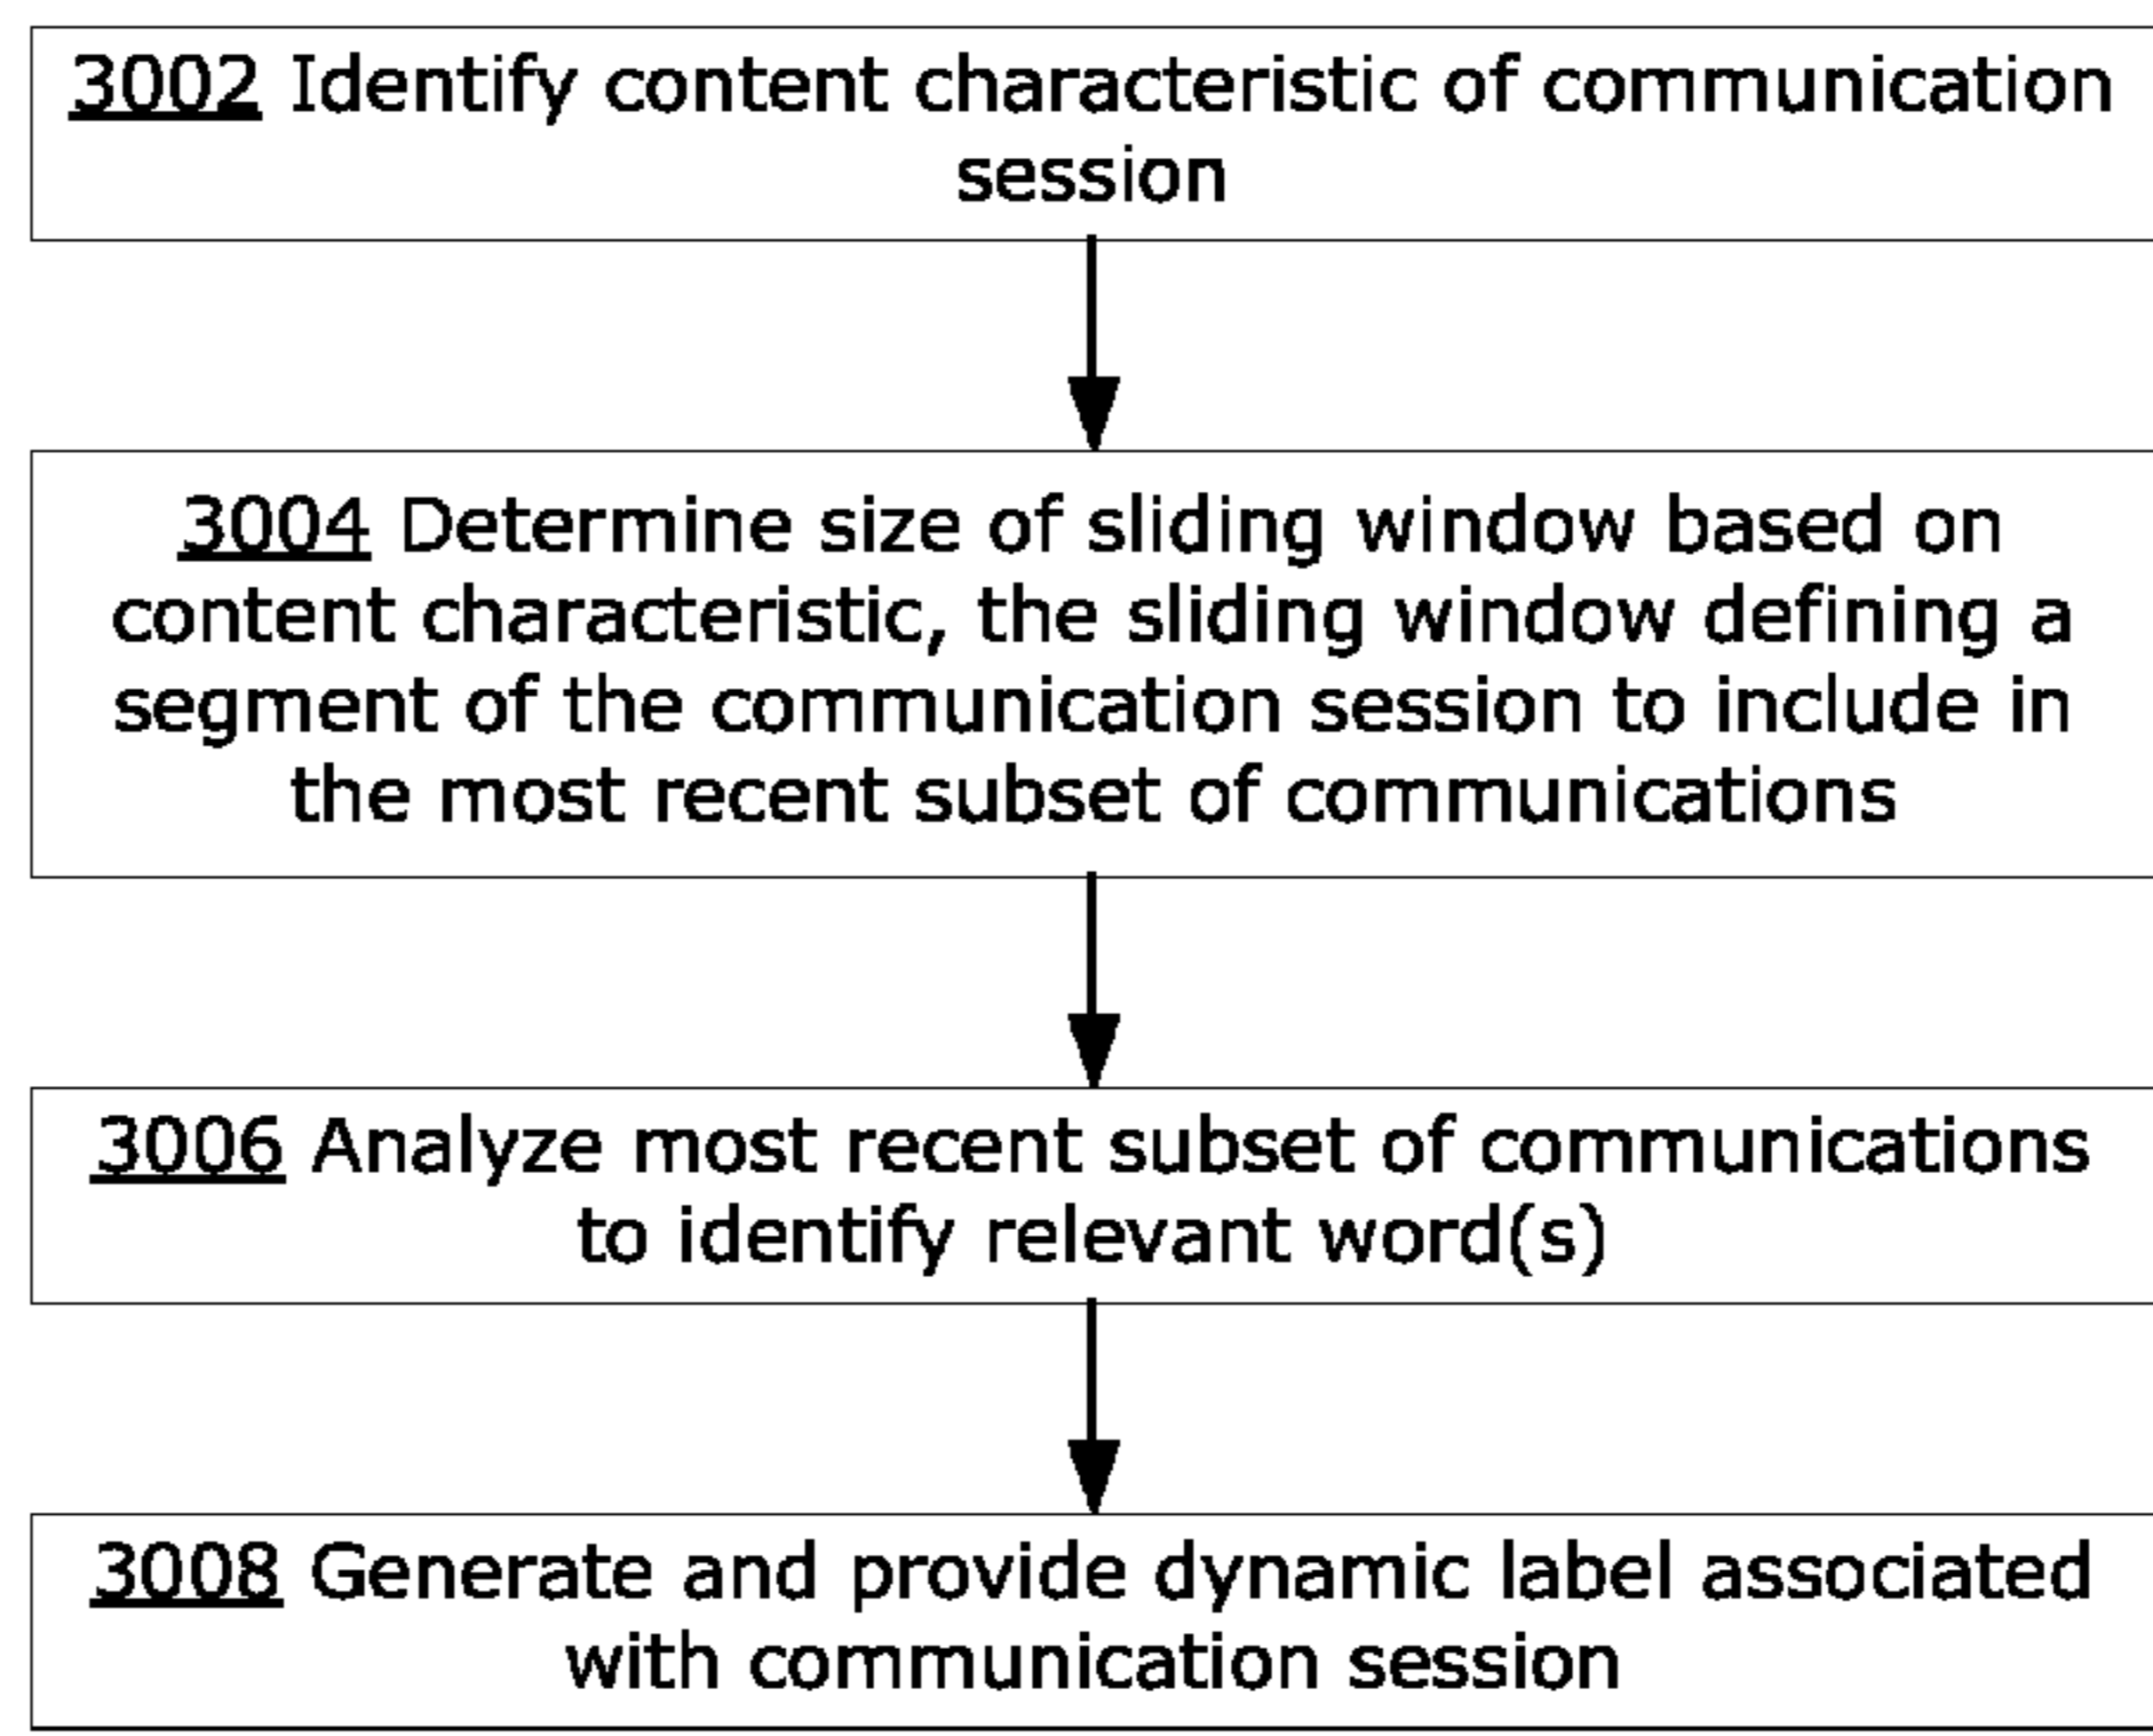 3002 Identify content characteristic of communication
session
3004 Determine size of sliding window based on
content characteristic, the sliding window defining a
segment of the communication session to include in
the most recent subset of communications
3006 Analyze most recent subset of communications
to identify relevant word(s)
3008 Generate and provide dynamic label associated
with communication session